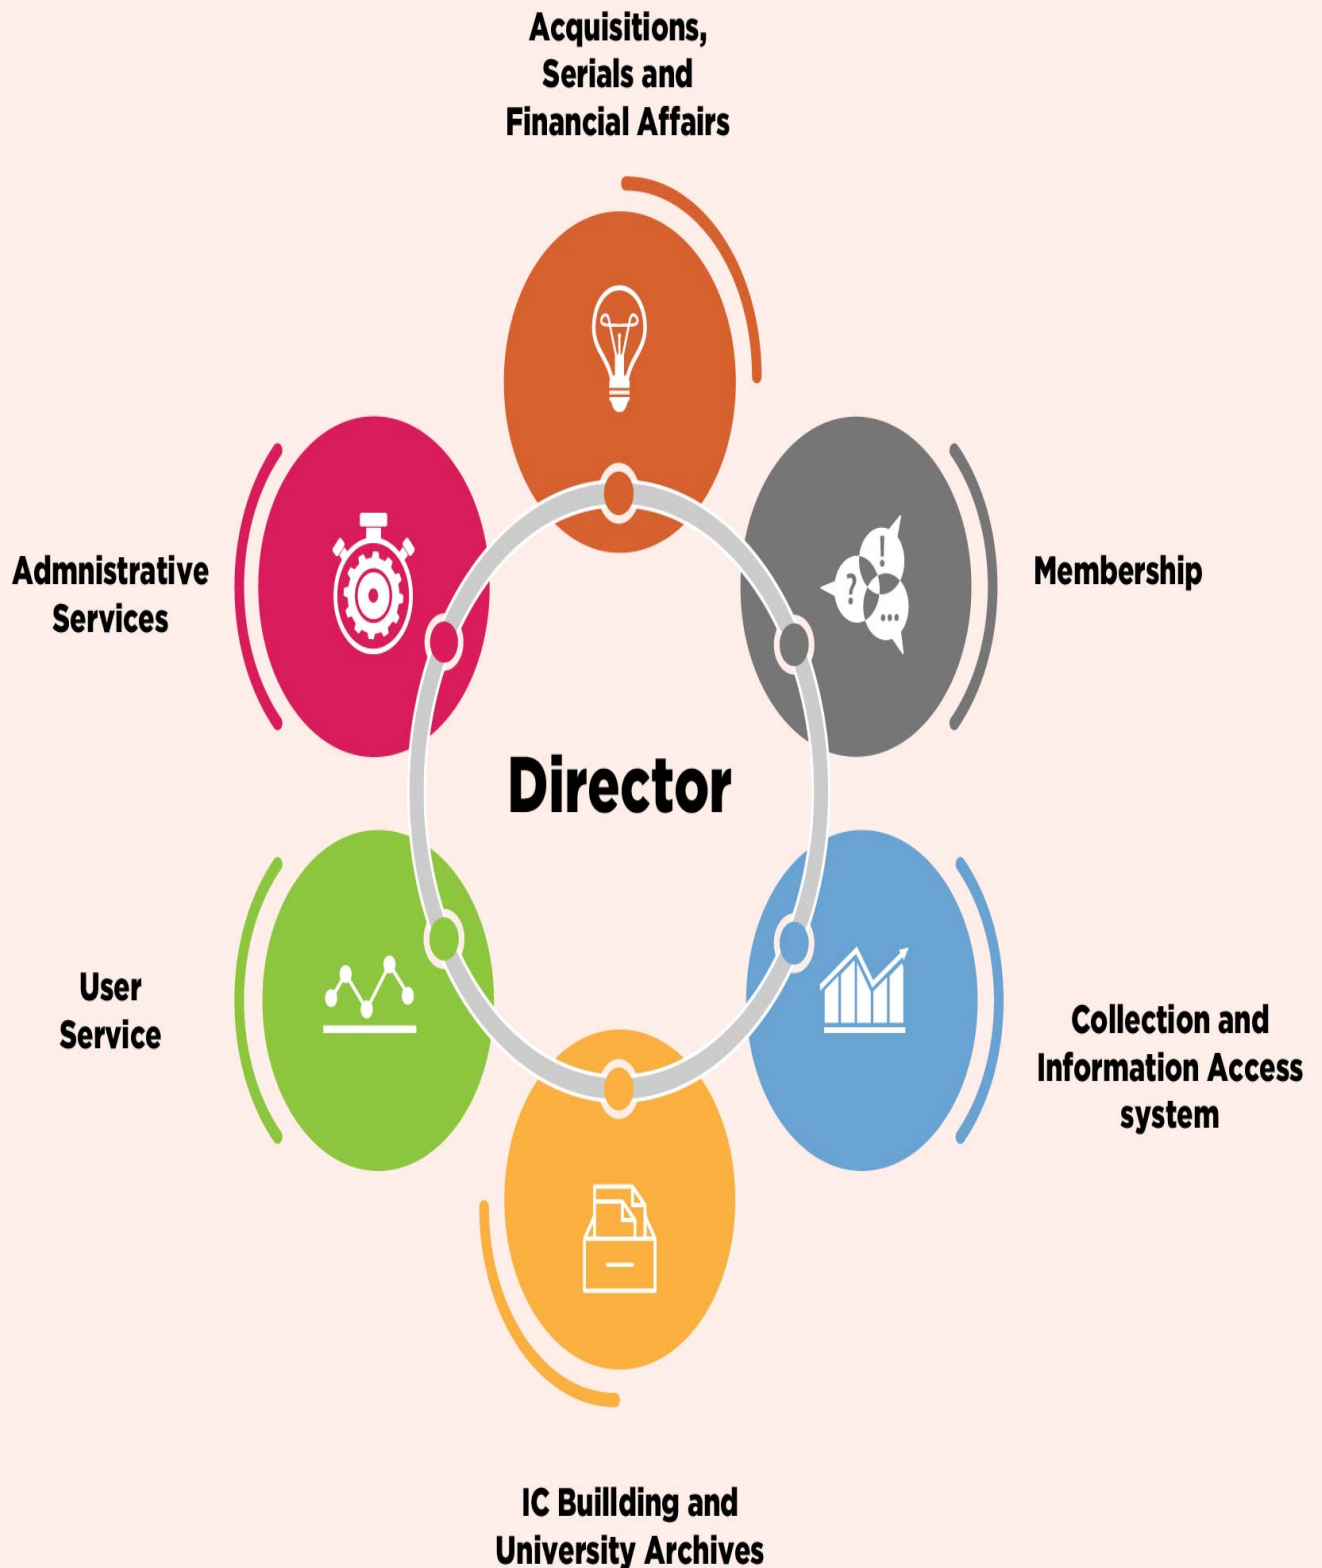 Acquisitions,
Serials and
Financial Affairs
Admnistrative
Services
!
?
...
Membership
Director
User
Service
Collection and
Information Access
system
IC Buillding and
University Archives